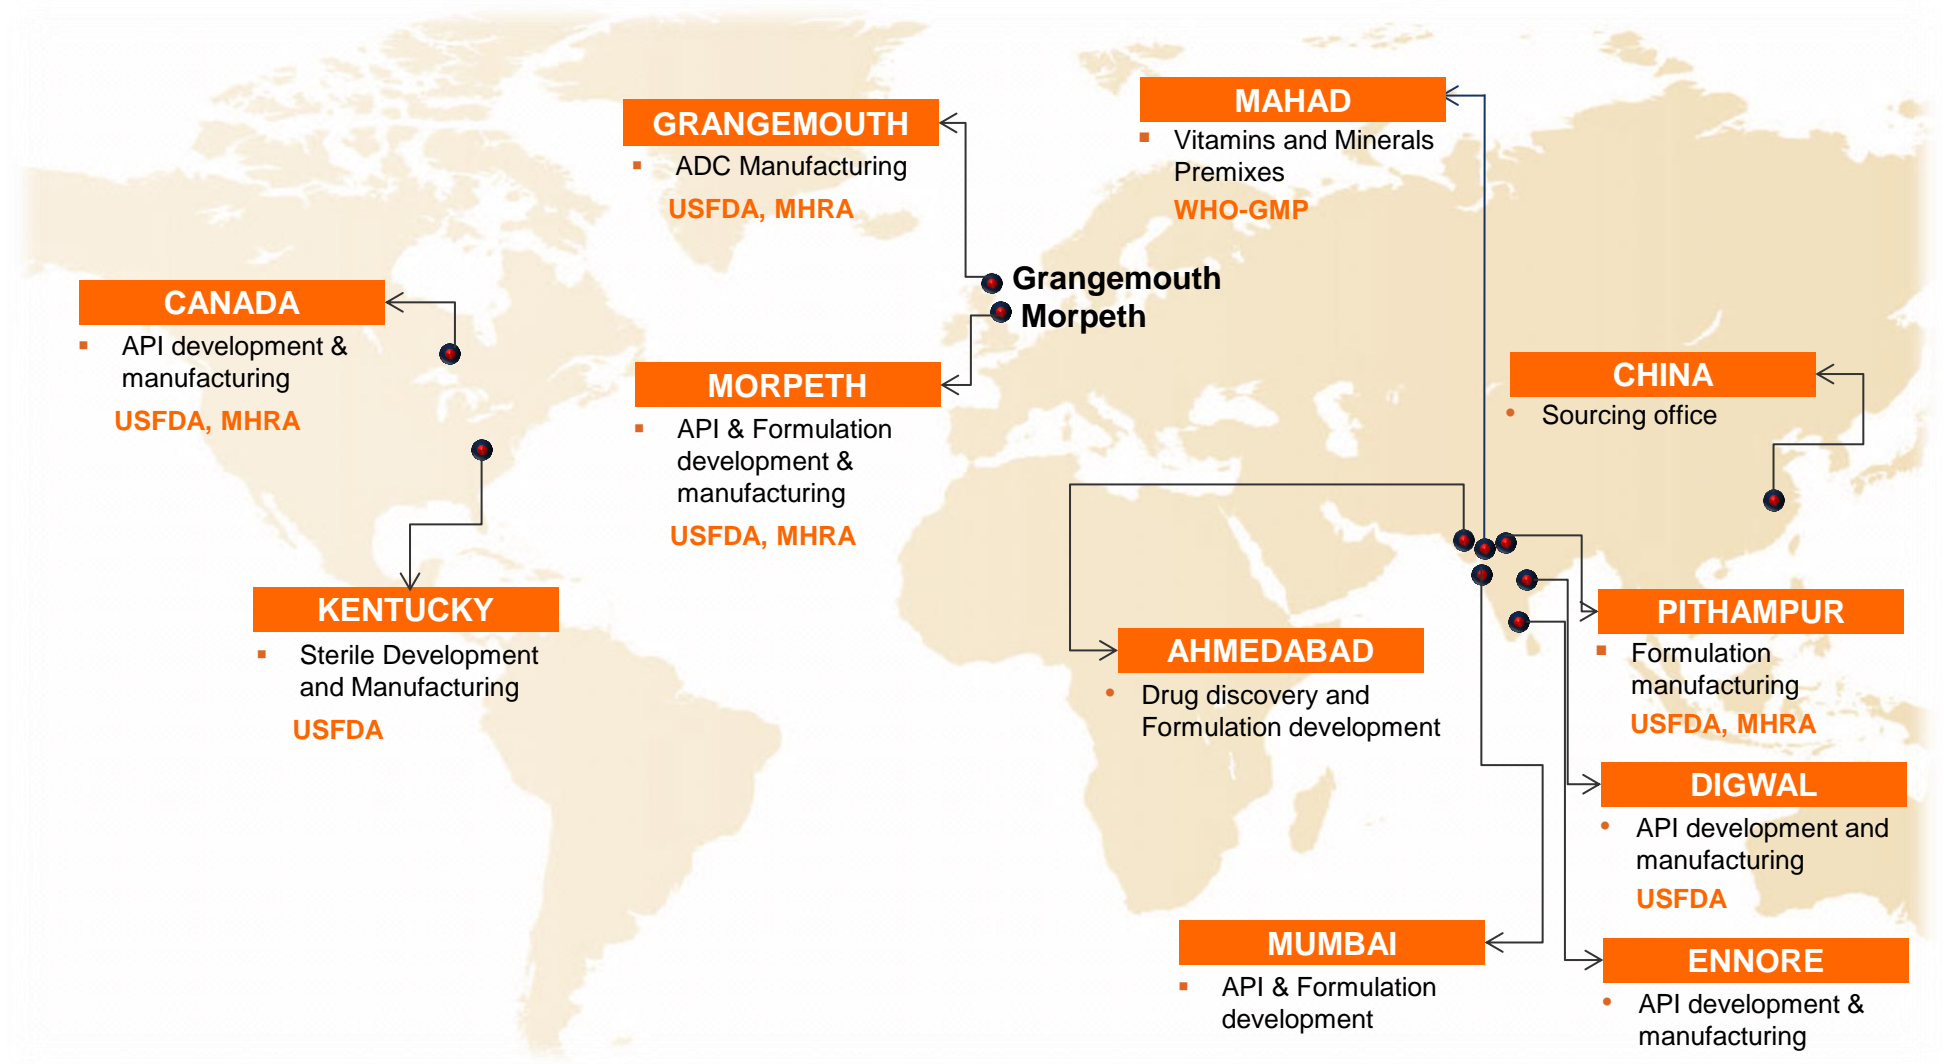 GRANGEMOUTH
▪ ADC Manufacturing
USFDA, MHRA
MAHAD
▪ Vitamins and Minerals
Premixes
WHO-GMP
Grangemouth
Morpeth
CANADA
▪ API development &
manufacturing
USFDA, MHRA
MORPETH
▪ API & Formulation
development &
manufacturing
USFDA, MHRA
CHINA
• Sourcing office
KENTUCKY
▪ Sterile Development
and Manufacturing
USFDA
AHMEDABAD
• Drug discovery and
Formulation development
PITHAMPUR
▪ Formulation
manufacturing
USFDA, MHRA
DIGWAL
• API development and
manufacturing
USFDA
MUMBAI
▪ API & Formulation
development
ENNORE
• API development &
manufacturing